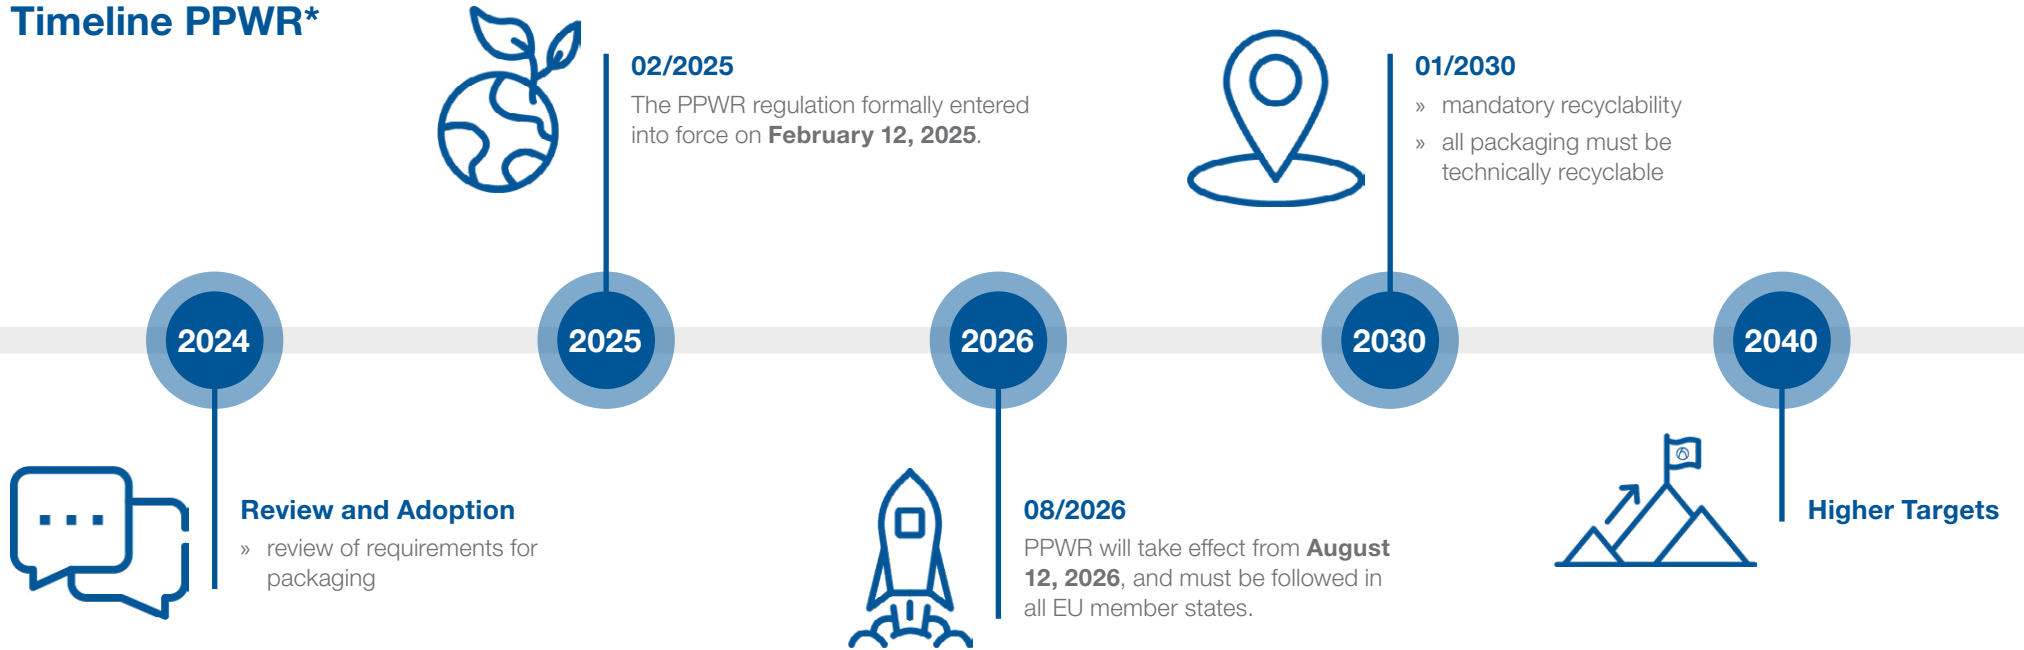 Timeline PPWR*
02/2025
The PPWR regulation formally entered
into force on February 12, 2025.
01/2030
» mandatory recyclability
» all packaging must be
technically recyclable
2024
2025
2026
2030
2040
Review and Adoption
» review of requirements for
packaging
08/2026
PPWR will take effect from August
12, 2026, and must be followed in
all EU member states.
Higher Targets